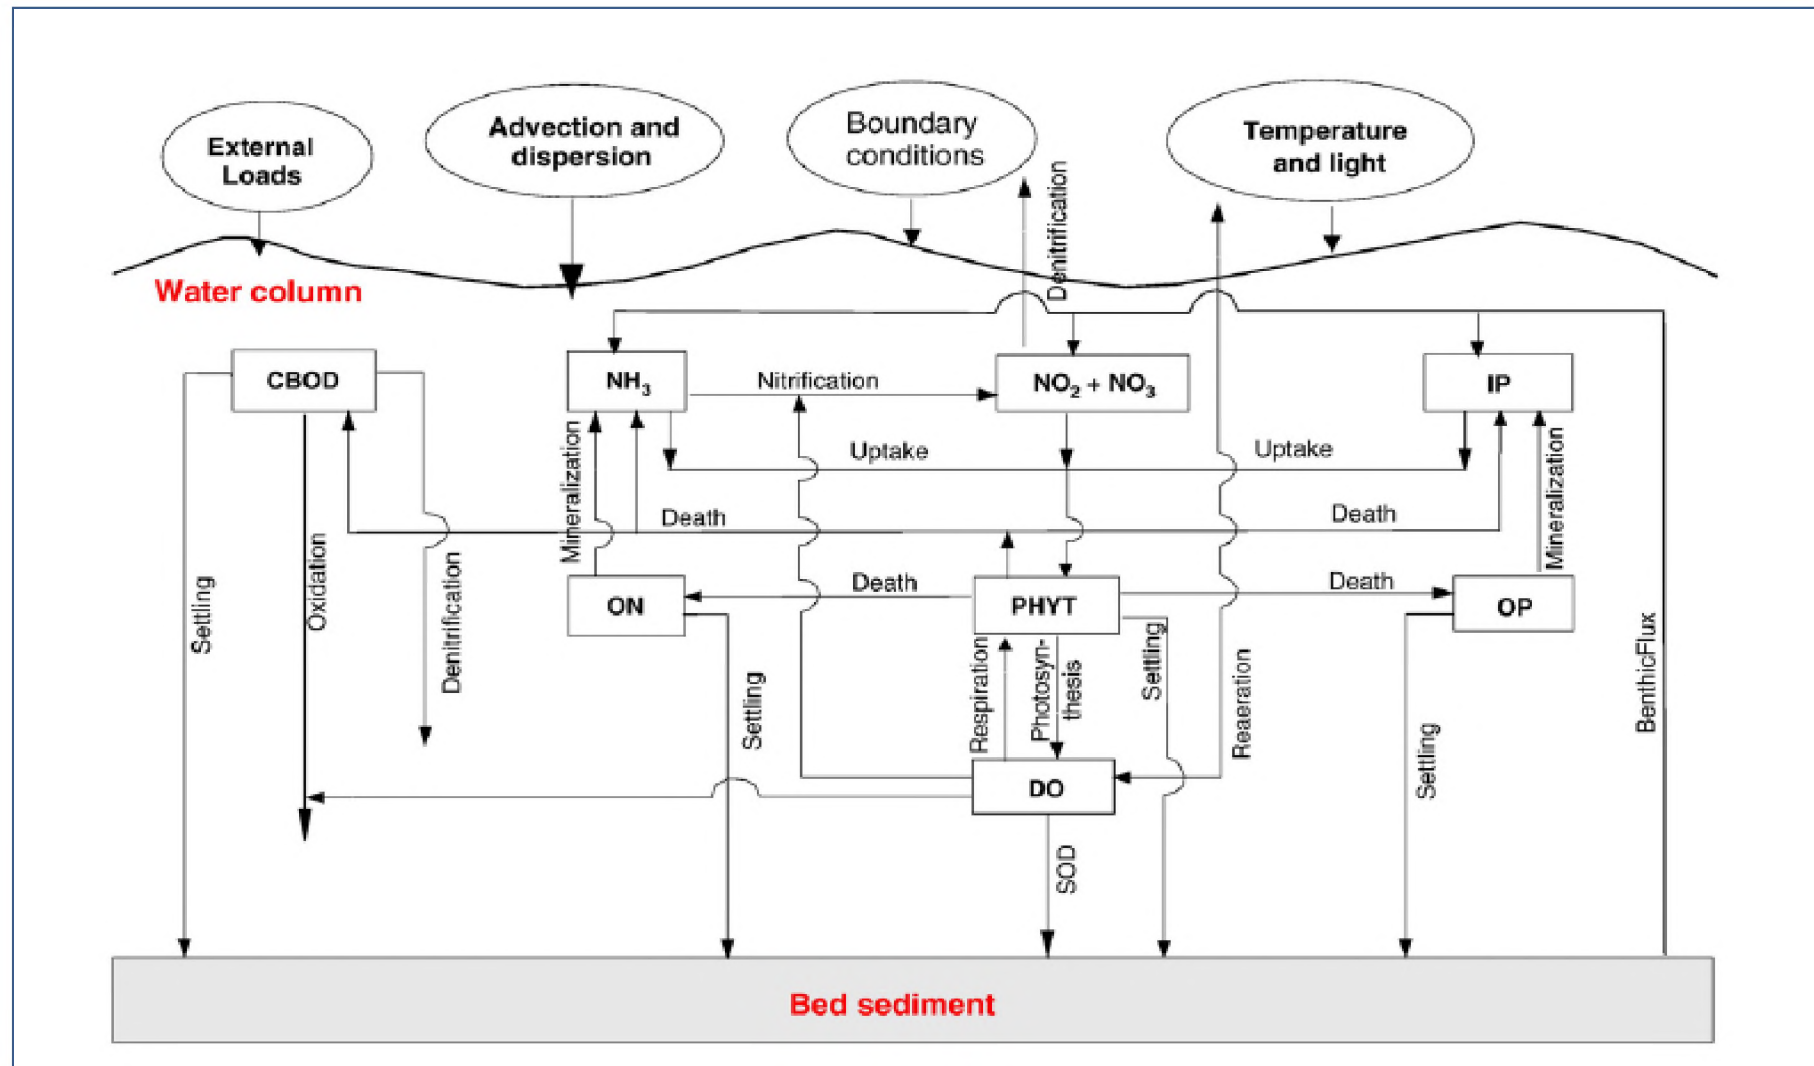 External
Loads
Advection and
dispersion
Boundary
conditions
Temperature
and light
Denitrification
Water column
CBOD
NH₃
Nitrification
NO₂ + NO₃
IP
Uptake
Uptake
Mineralization
Mineralization
Death
Death
Settling
Oxidation
Denitrification
ON
Death
PHYT
Death
OP
Settling
Respiration
Photosyn-
thesis
Settling
Reaeration
Settling
BenthicFlux
DO
SOD
Bed sediment